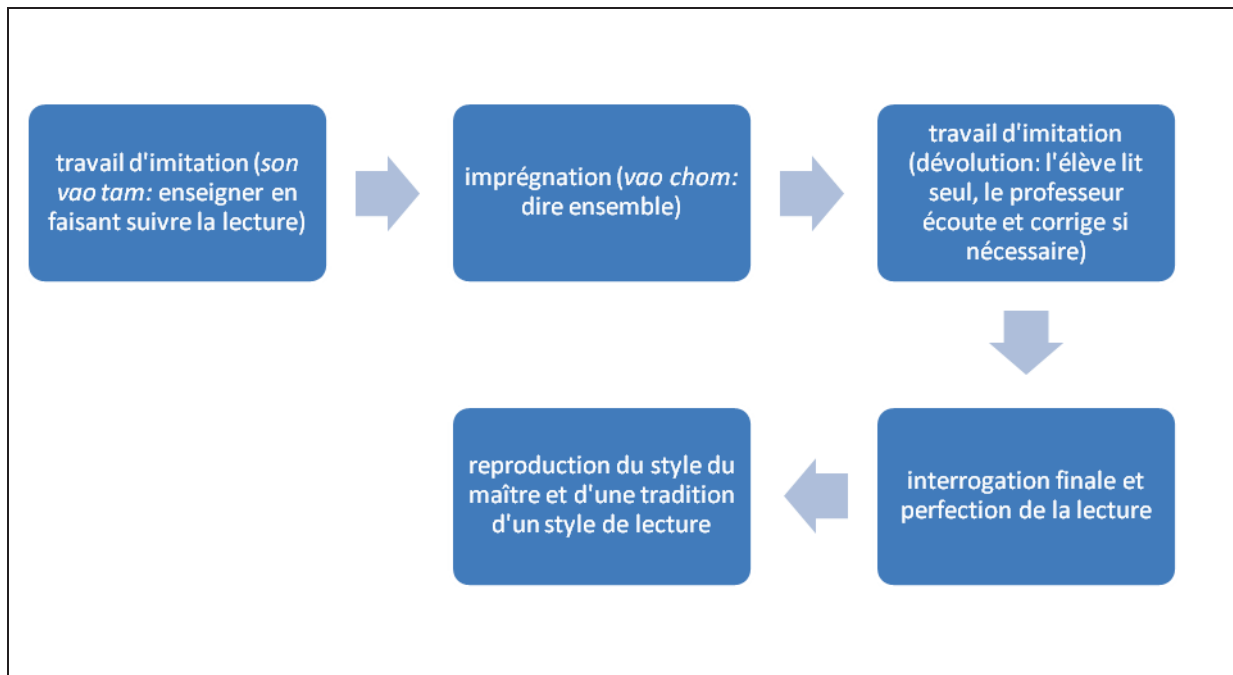 travail d'imitation (son
vao tam: enseigner en
faisant suivre la lecture)
imprégnation (vao chom:
dire ensemble)
travail d'imitation
(dévolution: l'élève lit
seul, le professeur
écoute et corrige si
nécessaire)
interrogation finale et
perfection de la lecture
reproduction du style du
maître et d'une tradition
d'un style de lecture